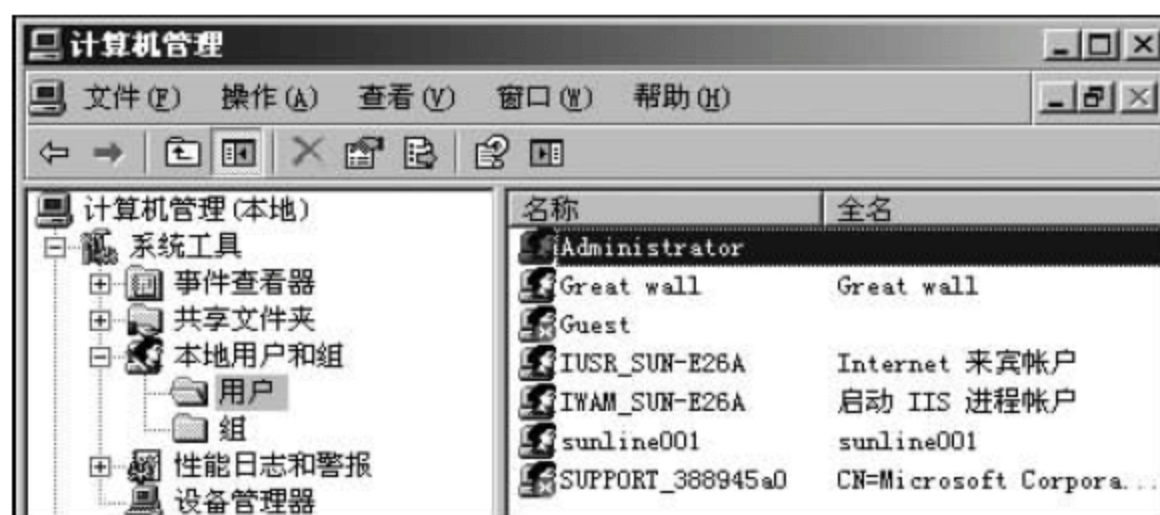 计算机管理
文件(F) 操作(A) 查看(V) 窗口(W) 帮助(H)
计算机管理(本地)
系统工具
事件查看器
共享文件夹
本地用户和组
用户
组
性能日志和警报
设备管理器
名称 全名
Administrator
Great wall Great wall
Guest
IUSR_SUN-E26A Internet 来宾帐户
IWAM_SUN-E26A 启动 IIS 进程帐户
sunline001 sunline001
SUPPORT_388945a0 CN=Microsoft Corpora...